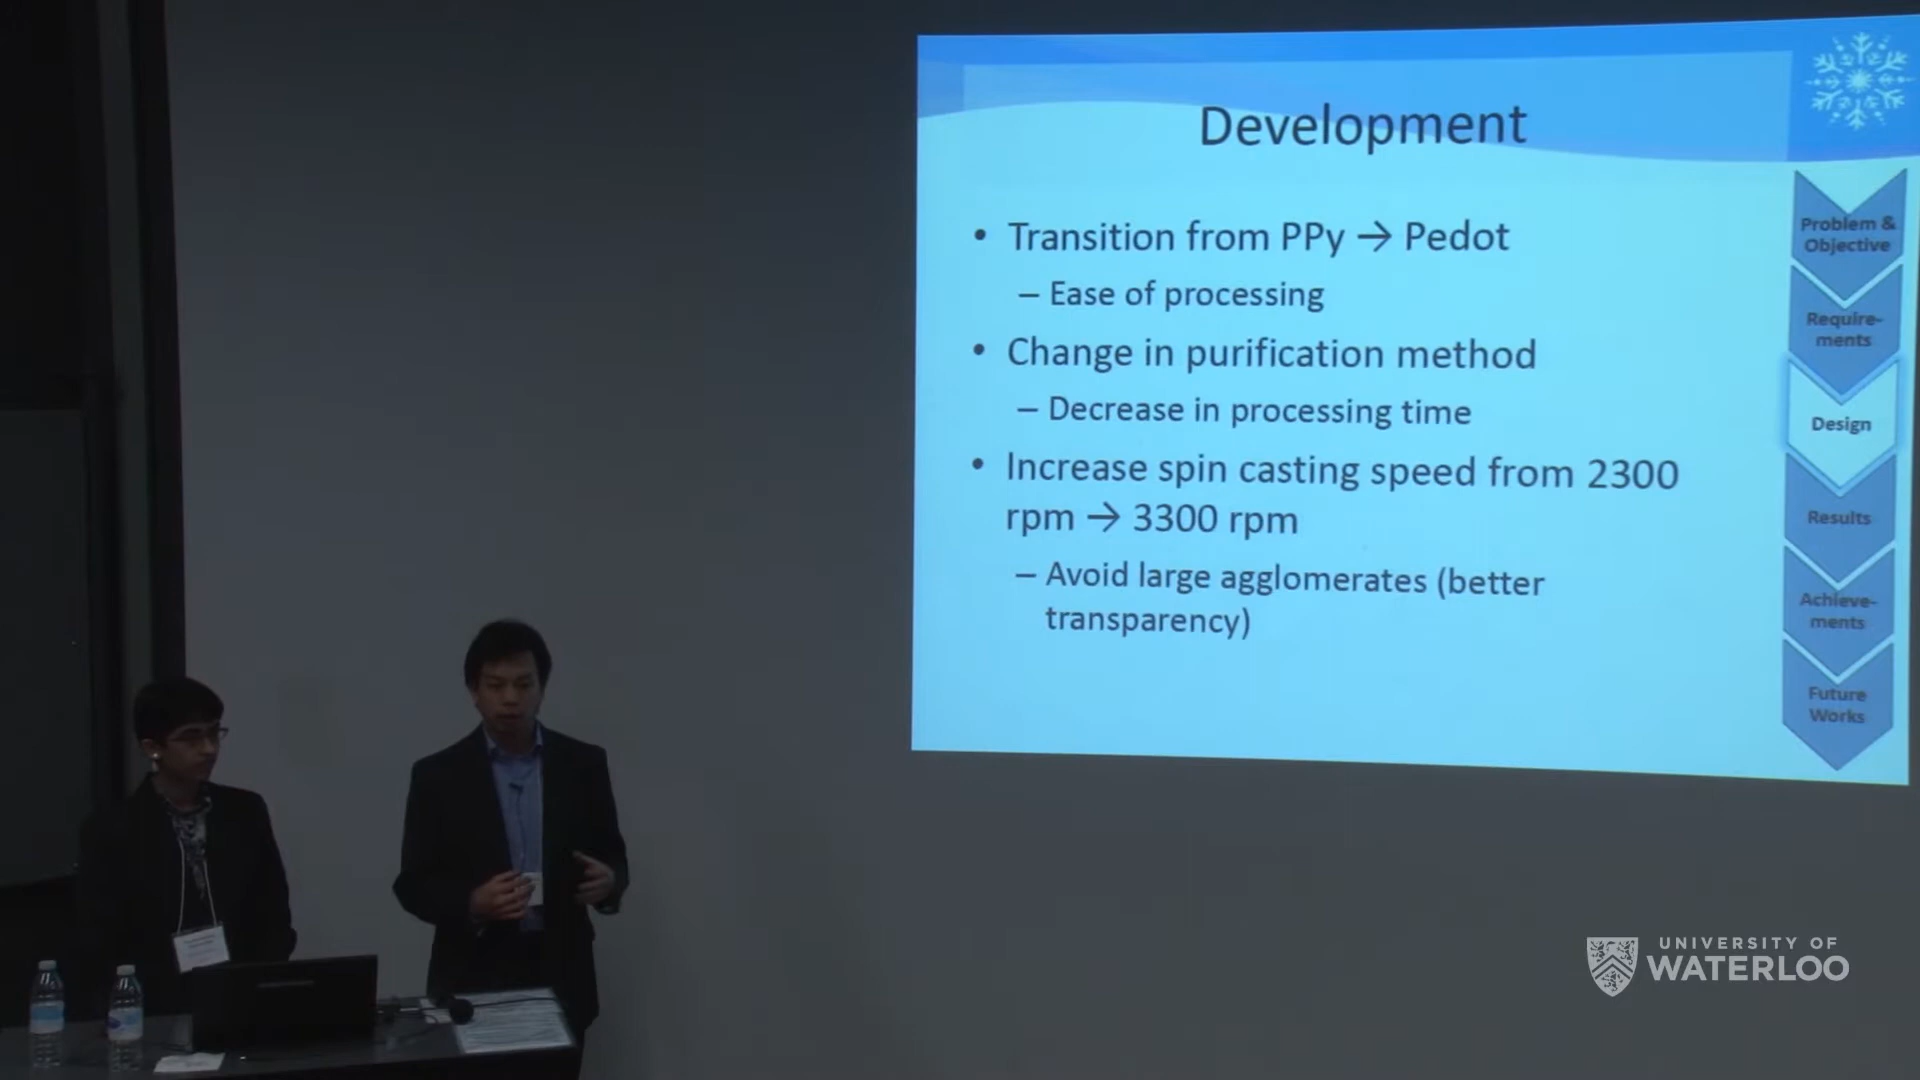 Development
• Transition from PPy → Pedot
– Ease of processing
• Change in purification method
– Decrease in processing time
• Increase spin casting speed from 2300
rpm → 3300 rpm
– Avoid large agglomerates (better
transparency)
Problem &
Objective
Require-
ments
Design
Results
Achieve-
ments
Future
Works
UNIVERSITY OF
WATERLOO